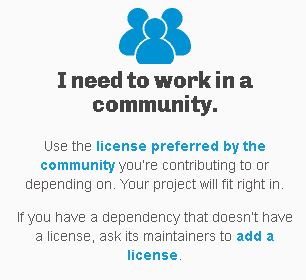 I need to work in a
community.
Use the license preferred by the
community you're contributing to or
depending on. Your project will fit right in.
If you have a dependency that doesn't have
a license, ask its maintainers to add a
license.